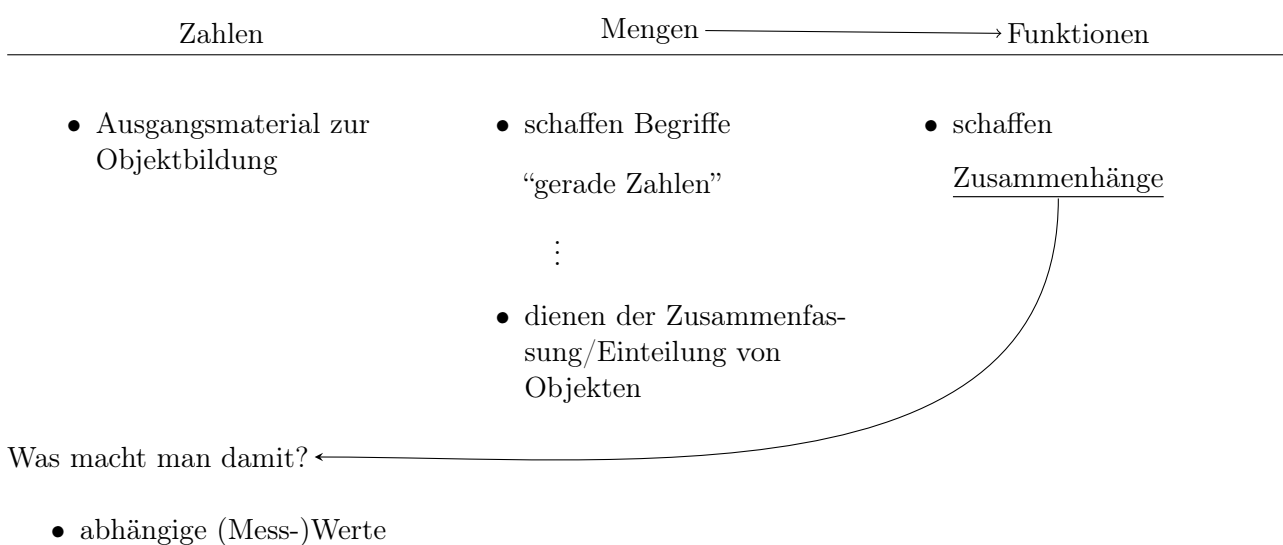 Zahlen
Mengen
Funktionen
• Ausgangsmaterial zur
Objektbildung
• schaffen Begriffe
“gerade Zahlen”
⋮
• dienen der Zusammenfas-
sung/Einteilung von
Objekten
• schaffen
Zusammenhänge
Was macht man damit?
• abhängige (Mess-)Werte